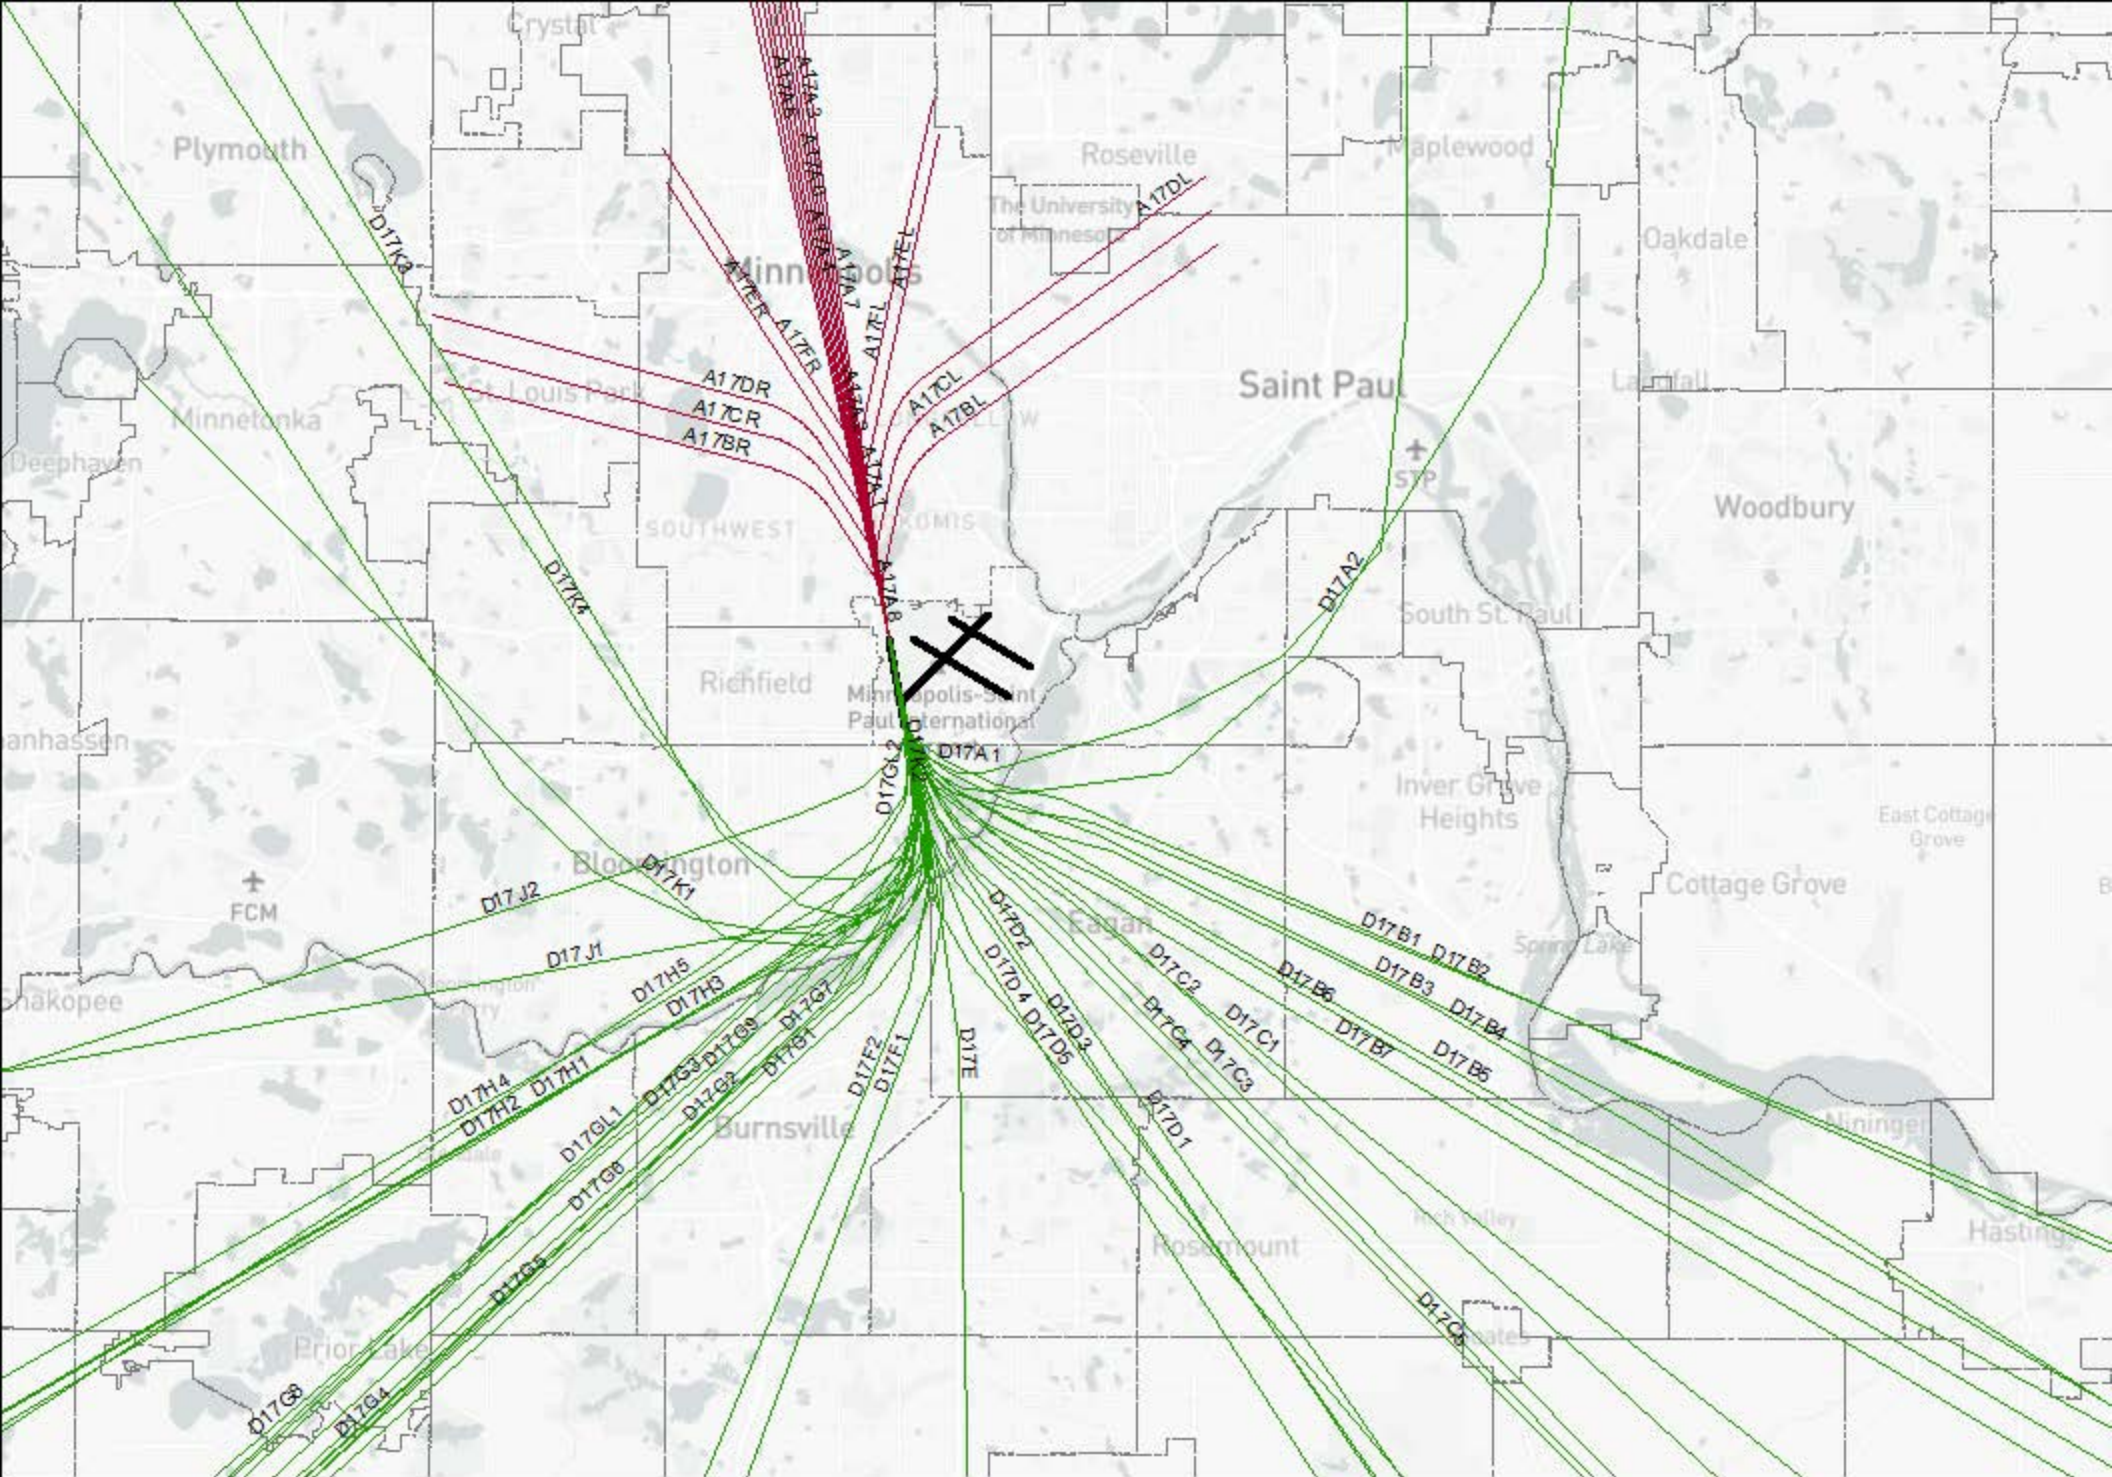 Crystal
A17A3
Plymouth
Roseville
Maplewood
A17DL
The University
of Minnesota
D17K3
Oakdale
A17EL
Minneapolis
A17ER
A17A7
A17FL
A17FR
A17DR
St. Louis Park
A17CL
Saint Paul
Landfall
Minnetonka
A17CR
A17BL
A17BR
Deephaven
A17A1
STP
Woodbury
SOUTHWEST
D17K4
D17A2
South St. Paul
Richfield
Minneapolis-Saint
Paul International
D17A1
D17GL2
Inver Grove
Heights
East Cottage
Grove
Bloomington
D17K1
D17J2
FCM
Cottage Grove
Eagan
D17D2
D17B1
D17B2
Spring Lake
D17J1
D17H5
D17H3
D17G7
D17D4
D17C2
D17B6
D17B3
D17B4
Shakopee
D17G9
D17G1
D17F2
D17F1
D17E
D17D3
D17D5
D17C4
D17C1
D17C3
D17B7
D17B5
D17H4
D17H1
D17H2
D17G3
D17G2
D17GL1
Burnsville
D17D1
Nininger
D17G6
Rich Valley
Rosemount
Hastings
D17G5
D17C5
Coates
Prior Lake
D17G8
D17G4